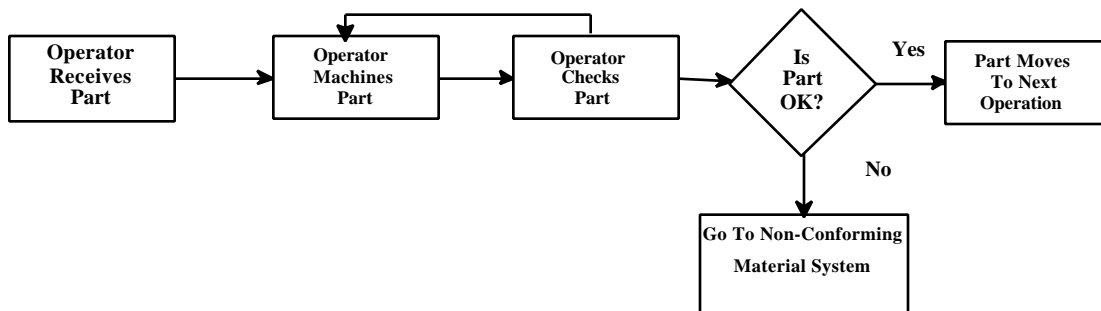 Operator
Receives
Part
Operator
Machines
Part
Operator
Checks
Part
Is
Part
OK?
Yes
Part Moves
To Next
Operation
No
Go To Non-Conforming
Material System